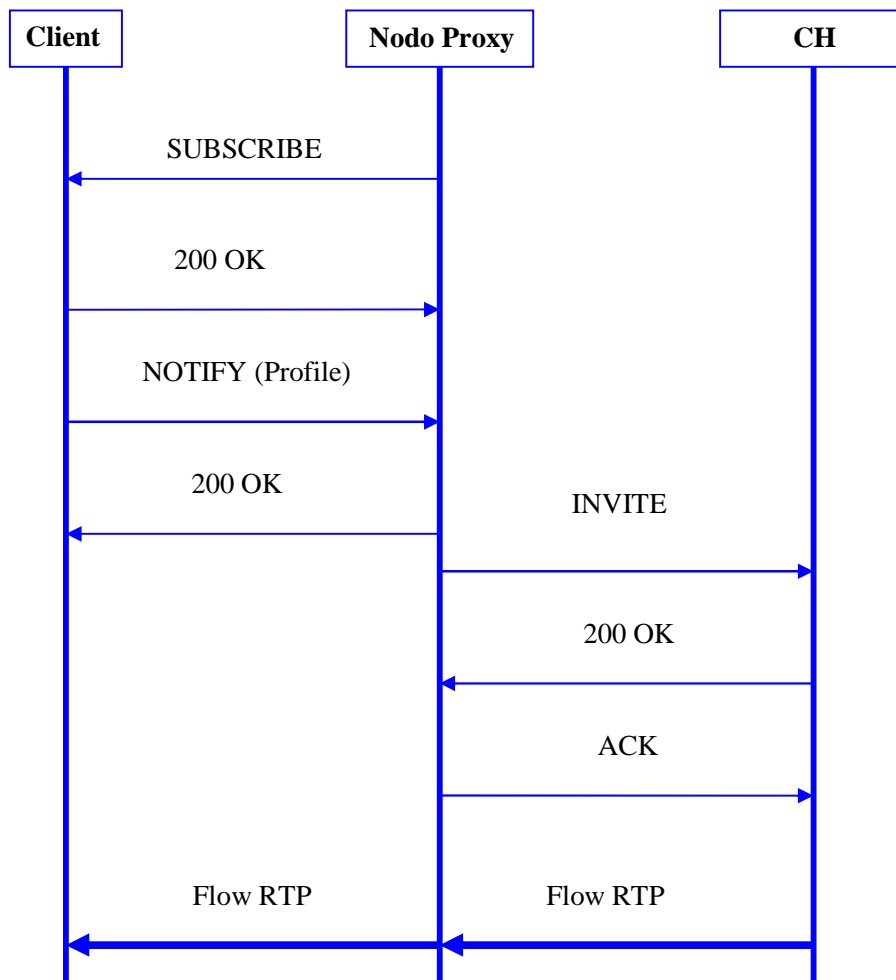 Client
Nodo Proxy
CH
SUBSCRIBE
200 OK
NOTIFY (Profile)
200 OK
INVITE
200 OK
ACK
Flow RTP
Flow RTP